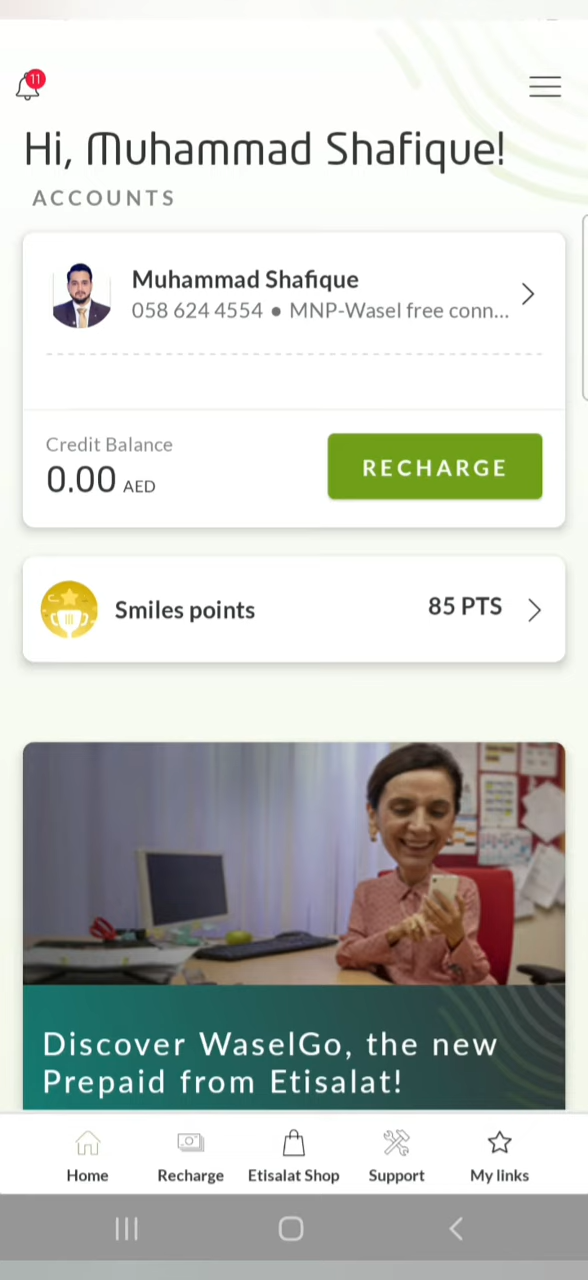 11
Hi, Muhammad Shafique!
ACCOUNTS
Muhammad Shafique
058 624 4554 ● MNP-Wasel free conn...
Credit Balance
0.00 AED
RECHARGE
Smiles points
85 PTS
Discover WaselGo, the new
Prepaid from Etisalat!
Home
Recharge
Etisalat Shop
Support
My links